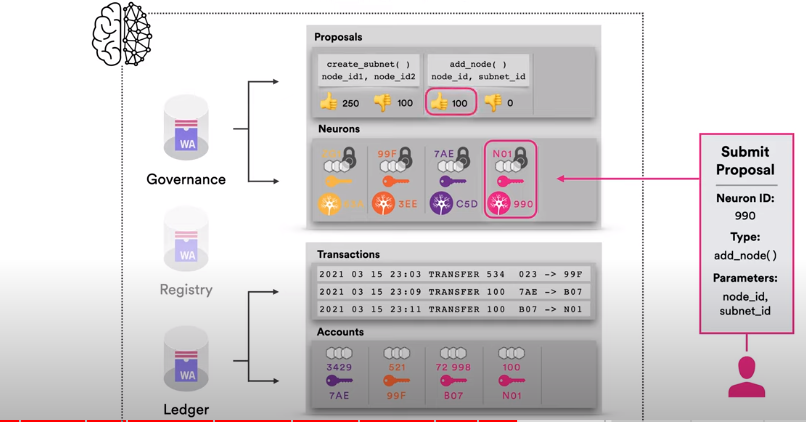 Proposals
create_subnet( )
node_id1, node_id2
add_node( )
node_id, subnet_id
250
100
100
0
Neurons
99F
7AE
N01
3EE
C5D
990
WA
Governance
Registry
WA
Ledger
WA
Transactions
2021 03 15 23:03 TRANSFER 534 023 -> 99F
2021 03 15 23:09 TRANSFER 100 7AE -> B07
2021 03 15 23:11 TRANSFER 100 B07 -> N01
Accounts
3429
521
72 998
100
7AE
99F
B07
N01
Submit
Proposal
Neuron ID:
990
Type:
add_node( )
Parameters:
node_id,
subnet_id